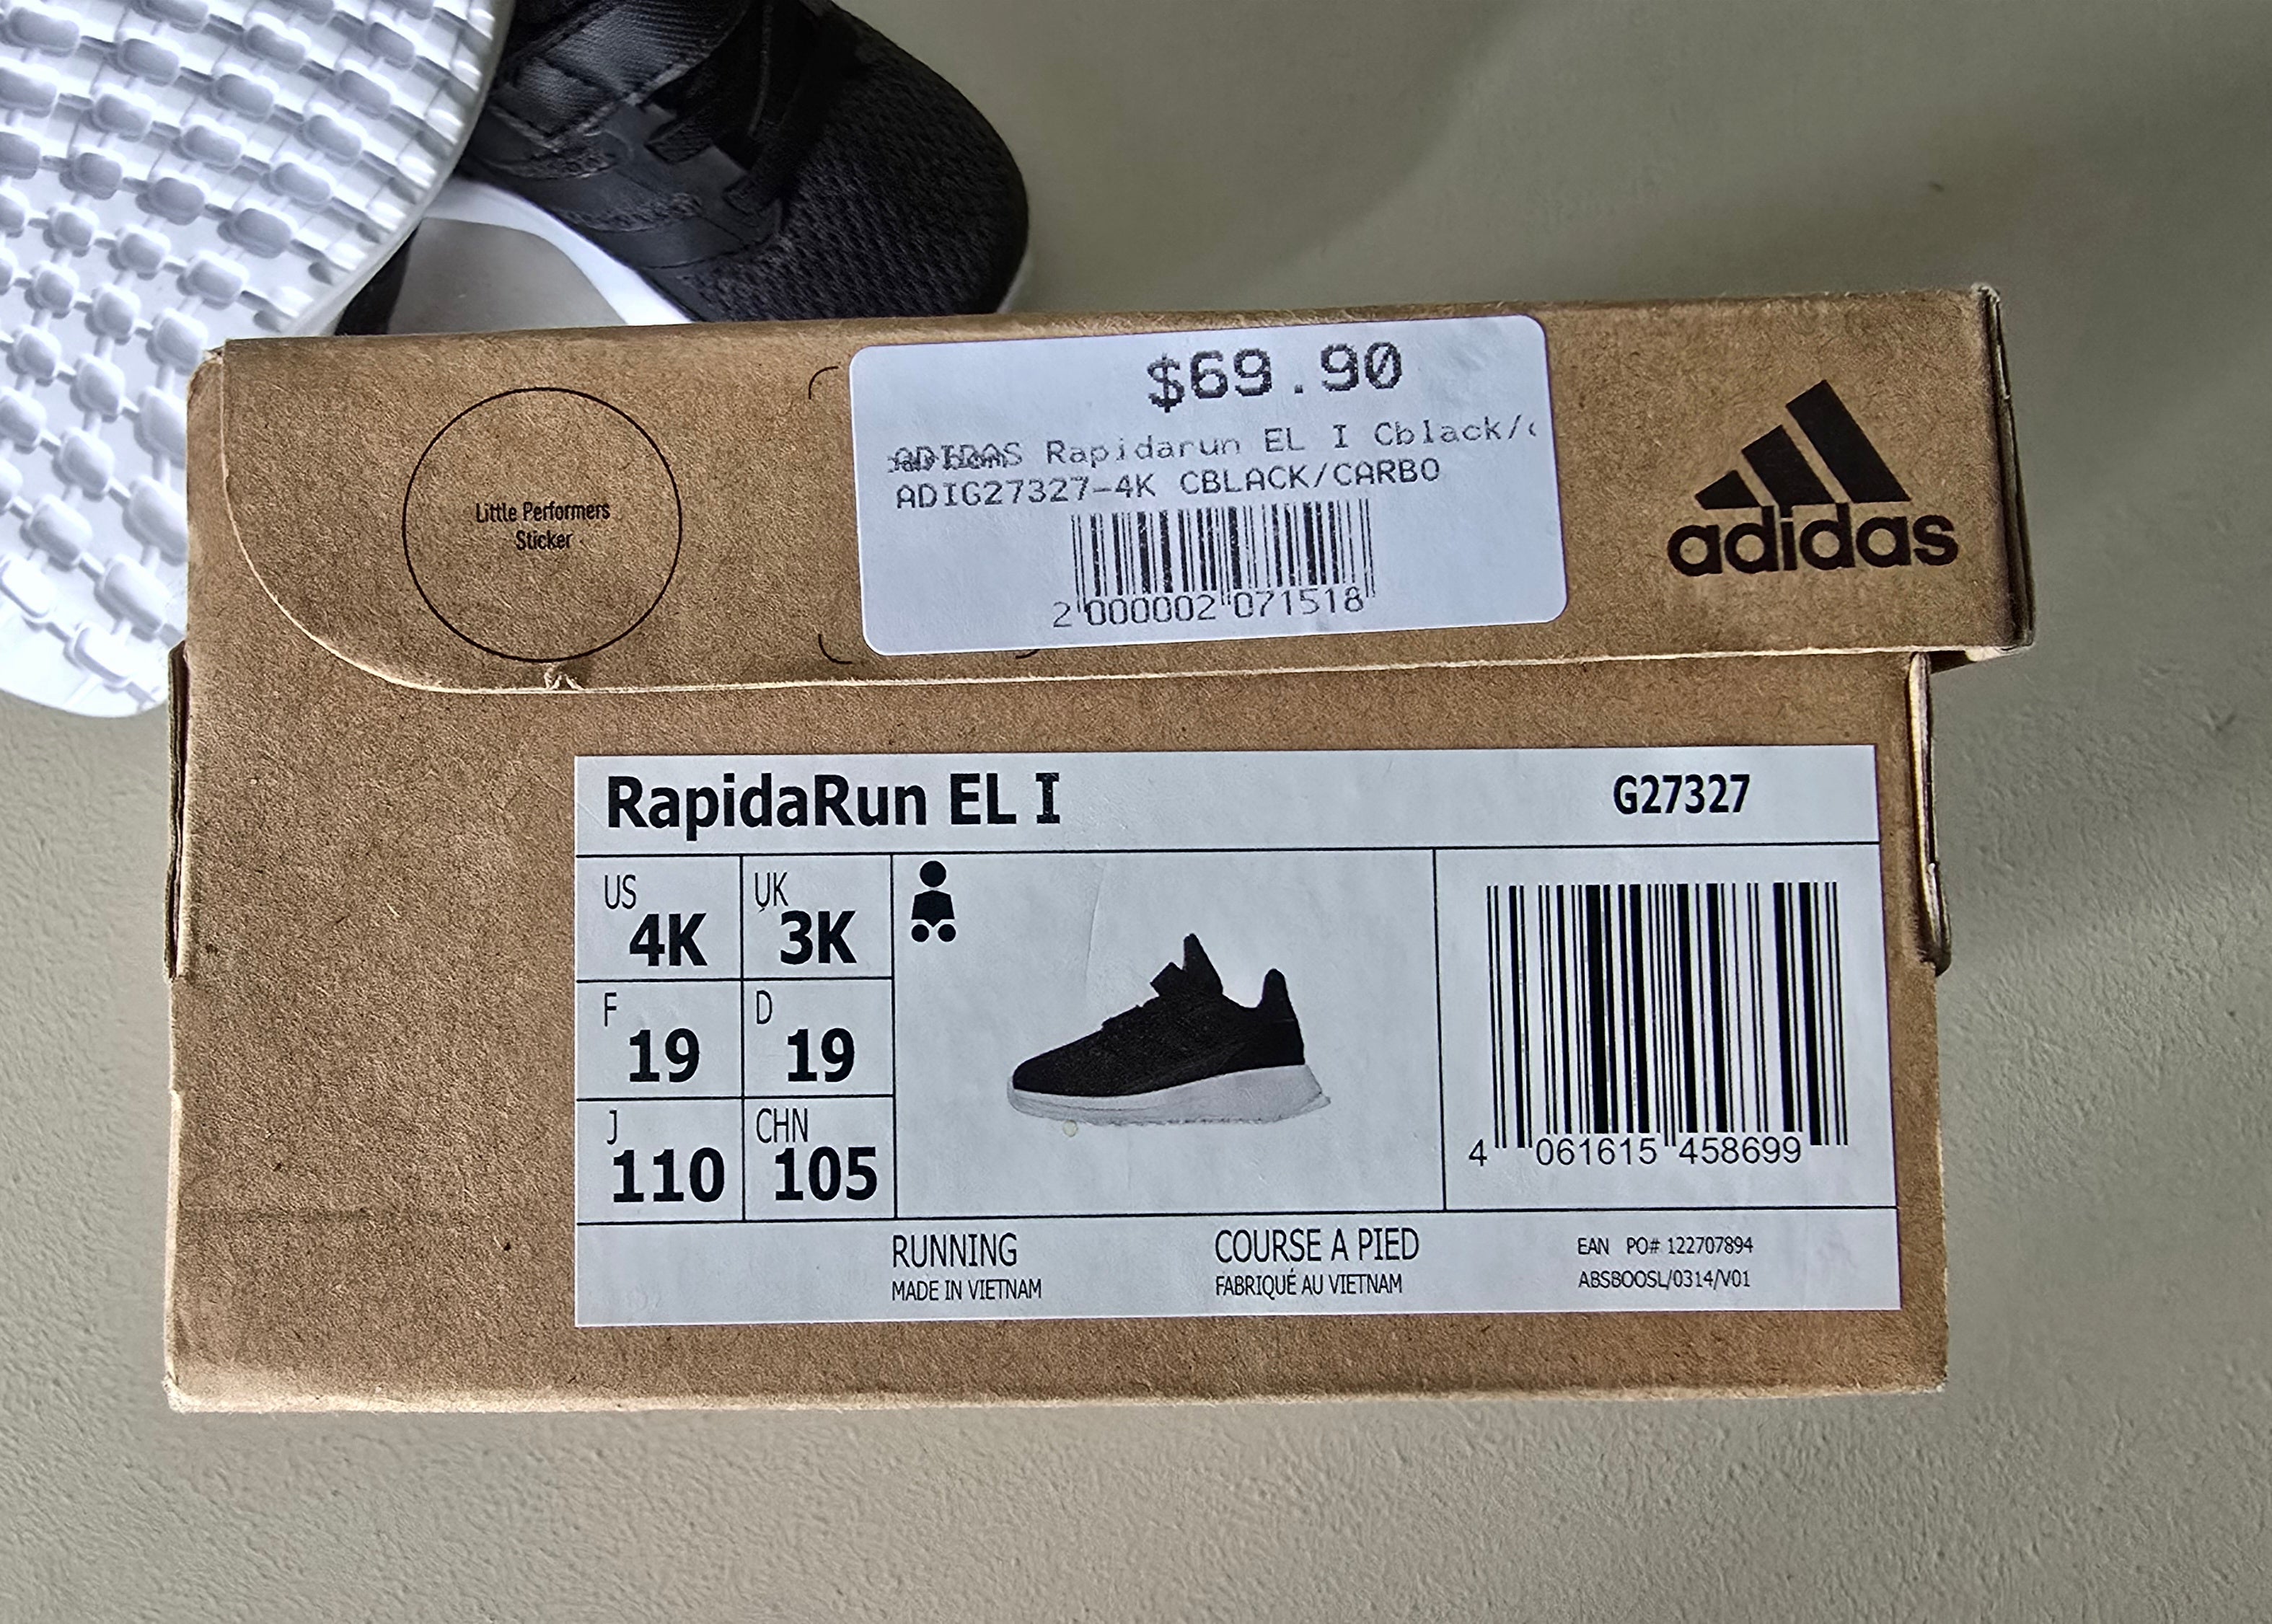 $69.90
ADIDAS Rapidarun EL I Cblack/
ADIG27327-4K CBLACK/CARBO
2 000002 071518
Little Performers
Sticker
adidas
RapidaRun EL I G27327
US 4K UK 3K
F 19 D 19
J 110 CHN 105
4 061615 458699
RUNNING COURSE A PIED
MADE IN VIETNAM FABRIQUÉ AU VIETNAM
EAN PO# 122707894
ABSBOOSL/0314/V01